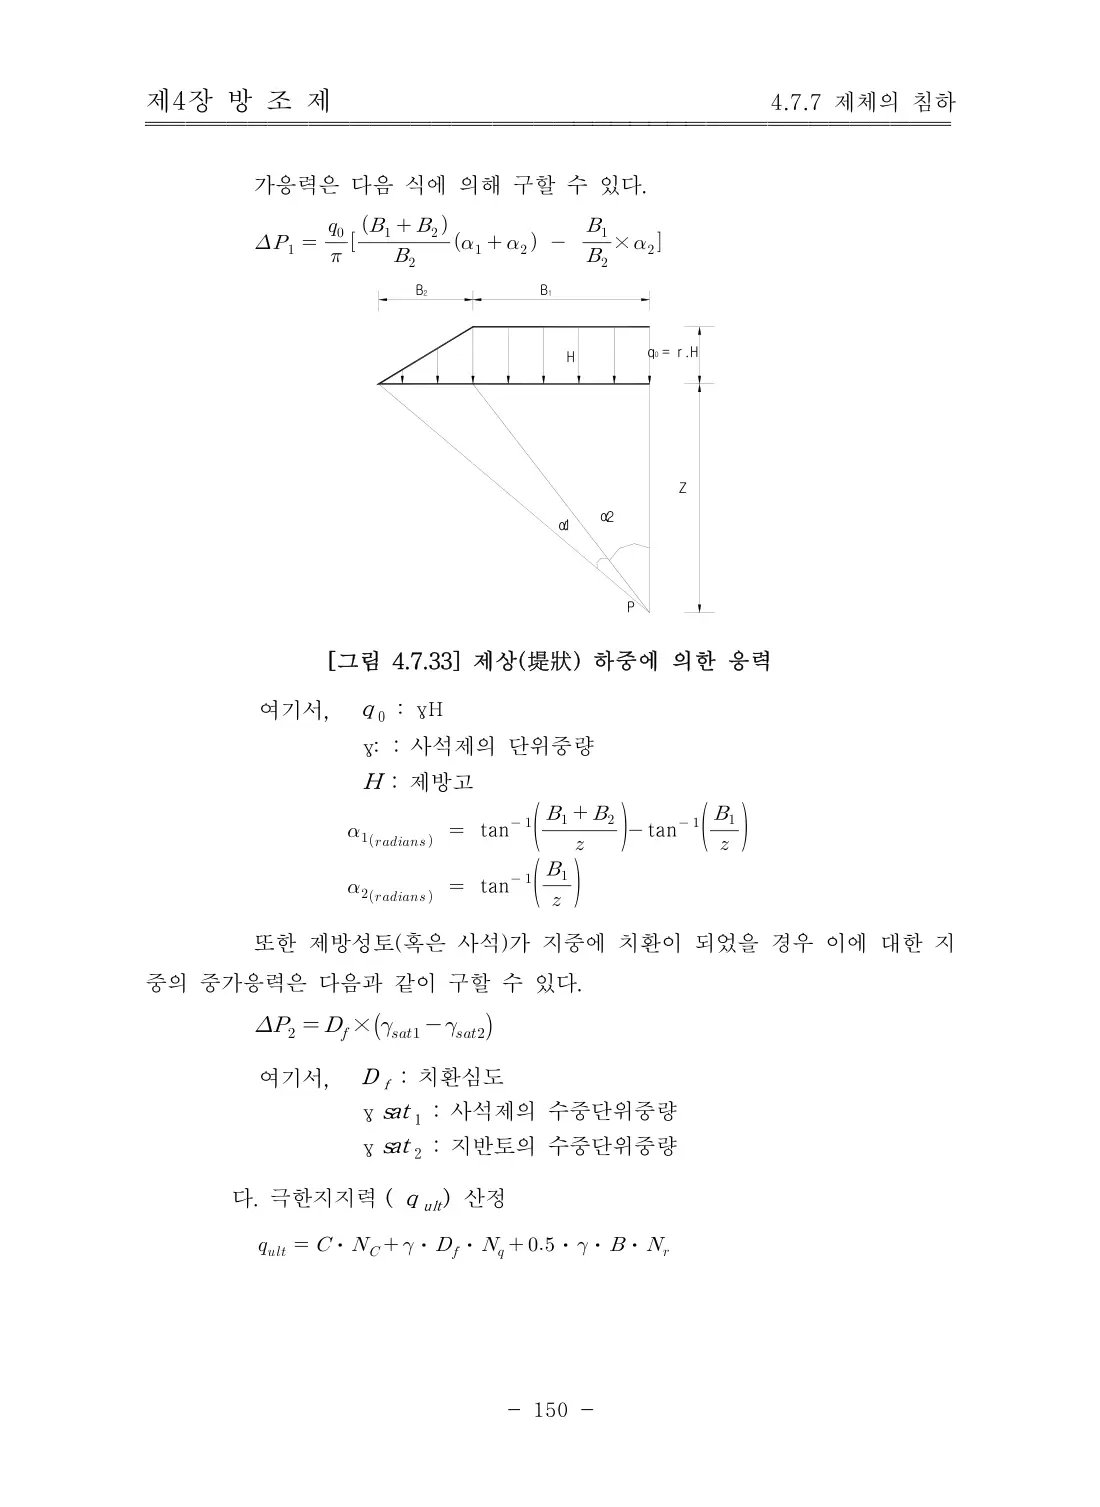 제4장 방 조 제 4.7.7 제체의 침하
가응력은 다음 식에 의해 구할 수 있다.
ΔP₁ = q₀/π [ (B₁+B₂)/B₂ (α₁+α₂) − B₁/B₂ × α₂ ]
B₂ B₁
H q₀ = r .H
Z
α1 α2
P
[그림 4.7.33] 제상(堤狀) 하중에 의한 응력
여기서, q₀ : ɣH
ɣ: : 사석제의 단위중량
H : 제방고
α₁(radians) = tan⁻¹((B₁+B₂)/z) − tan⁻¹(B₁/z)
α₂(radians) = tan⁻¹(B₁/z)
또한 제방성토(혹은 사석)가 지중에 치환이 되었을 경우 이에 대한 지
중의 중가응력은 다음과 같이 구할 수 있다.
ΔP₂ = D_f × (γ_sat1 − γ_sat2)
여기서, D_f : 치환심도
ɣ sat₁ : 사석제의 수중단위중량
ɣ sat₂ : 지반토의 수중단위중량
다. 극한지지력 ( q_ult) 산정
q_ult = C · N_C + γ · D_f · N_q + 0.5 · γ · B · N_r
- 150 -